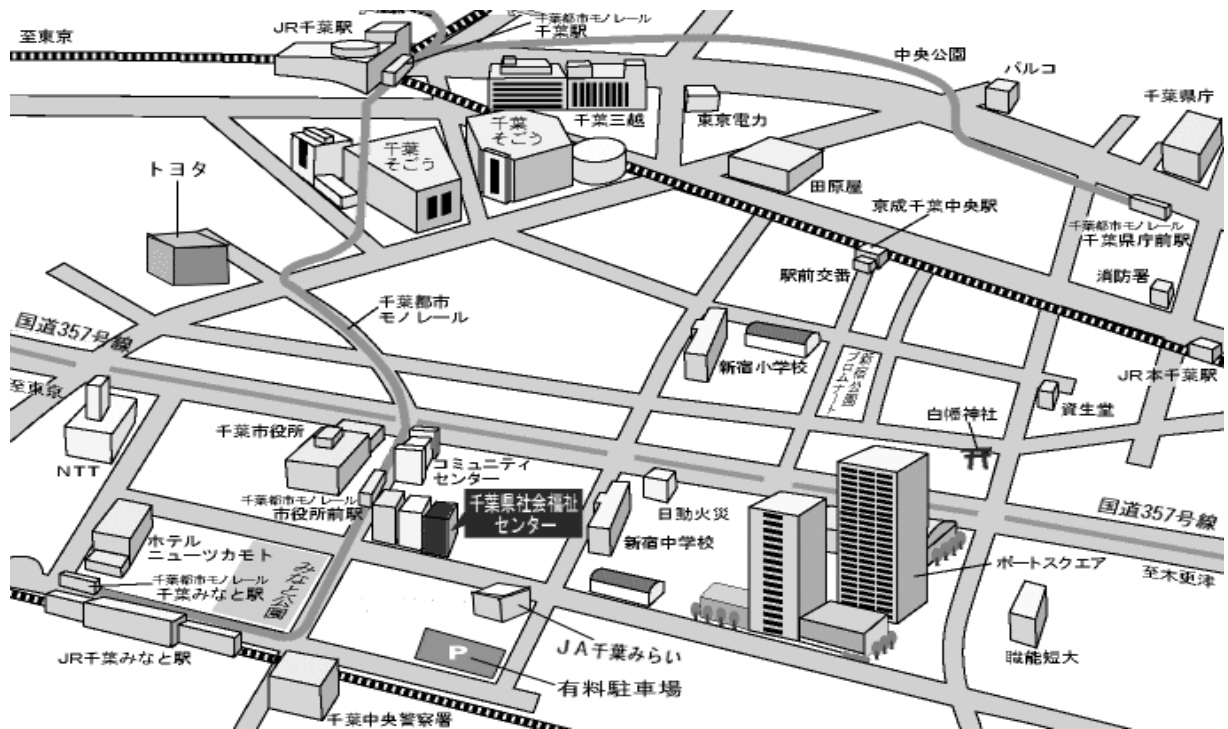 JR千葉駅
千葉都市モノレール
千葉駅
至東京
中央公園
パルコ
千葉県庁
千葉三越
東京電力
千葉
そごう
千葉
そごう
トヨタ
田原屋
京成千葉中央駅
千葉都市モノレール
千葉県庁前駅
駅前交番
消防署
千葉都市
モノレール
国道357号線
至東京
新宿小学校
新宿公園
プロムナード
JR本千葉駅
資生堂
白幡神社
千葉市役所
コミュニティ
センター
NTT
千葉都市モノレール
市役所前駅
千葉県社会福祉
センター
日動火災
新宿中学校
国道357号線
至木更津
ポートスクエア
ホテル
ニューツカモト
千葉都市モノレール
千葉みなと駅
みなと公園
JR千葉みなと駅
P
JA千葉みらい
有料駐車場
職能短大
千葉中央警察署